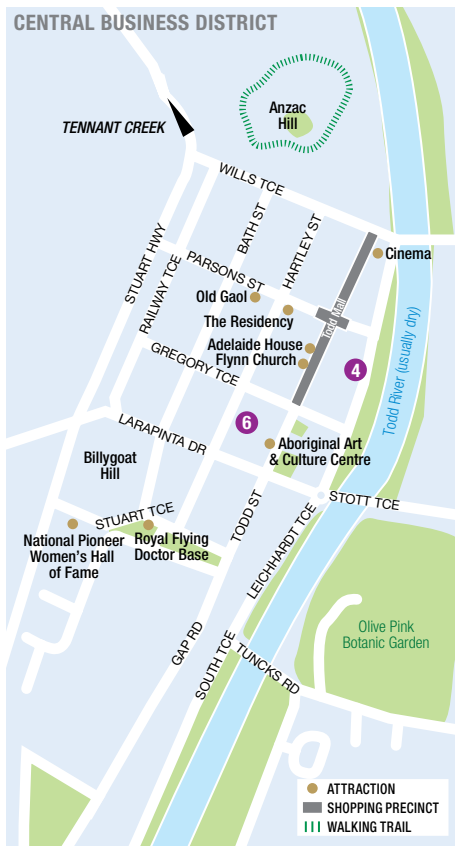 CENTRAL BUSINESS DISTRICT
Anzac
Hill
TENNANT CREEK
WILLS TCE
BATH ST
HARTLEY ST
STUART HWY
RAILWAY TCE
PARSONS ST
Cinema
Old Gaol
The Residency
Todd Mall
Adelaide House
Flynn Church
GREGORY TCE
4
Todd River (usually dry)
6
LARAPINTA DR
Aboriginal Art
& Culture Centre
Billygoat
Hill
STOTT TCE
STUART TCE
TODD ST
LEICHHARDT TCE
National Pioneer
Women's Hall
of Fame
Royal Flying
Doctor Base
Olive Pink
Botanic Garden
GAP RD
SOUTH TCE
TUNCKS RD
ATTRACTION
SHOPPING PRECINCT
WALKING TRAIL